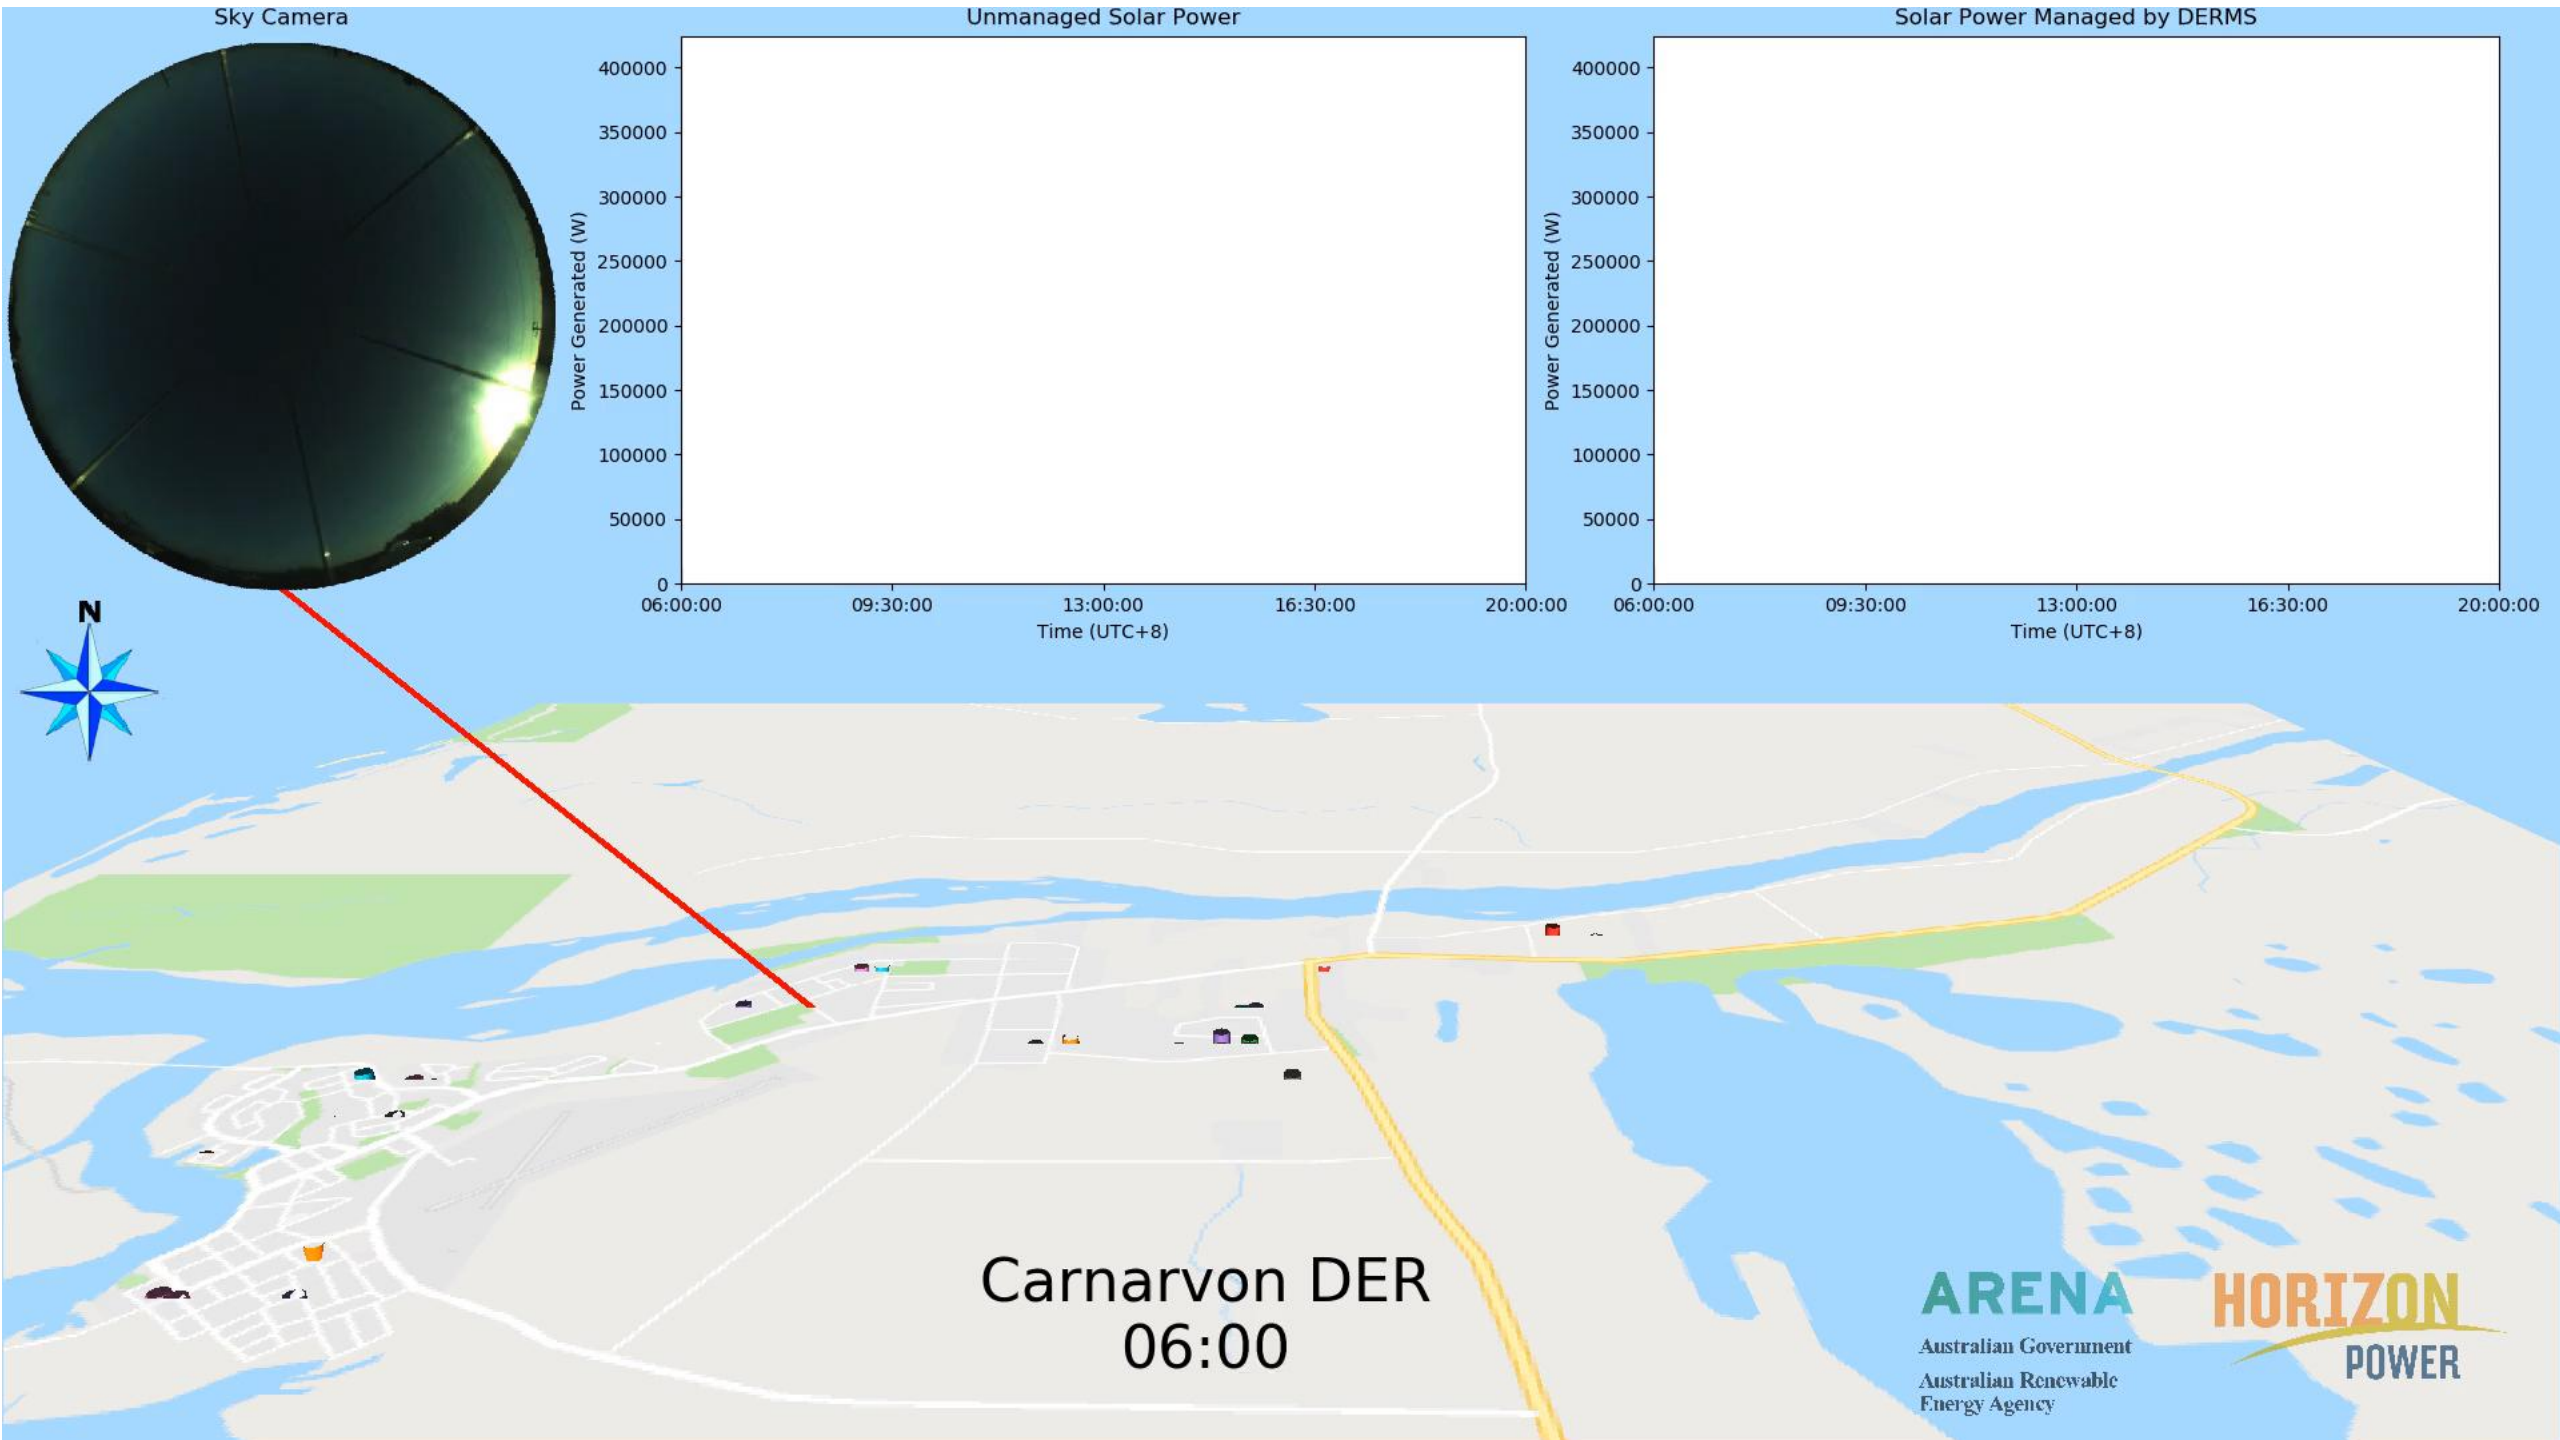 Sky Camera
Unmanaged Solar Power
Solar Power Managed by DERMS
400000
350000
300000
250000
200000
150000
100000
50000
0
Power Generated (W)
06:00:00
09:30:00
13:00:00
16:30:00
20:00:00
Time (UTC+8)
400000
350000
300000
250000
200000
150000
100000
50000
0
Power Generated (W)
06:00:00
09:30:00
13:00:00
16:30:00
20:00:00
Time (UTC+8)
N
Carnarvon DER
06:00
ARENA
Australian Government
Australian Renewable
Energy Agency
HORIZON
POWER